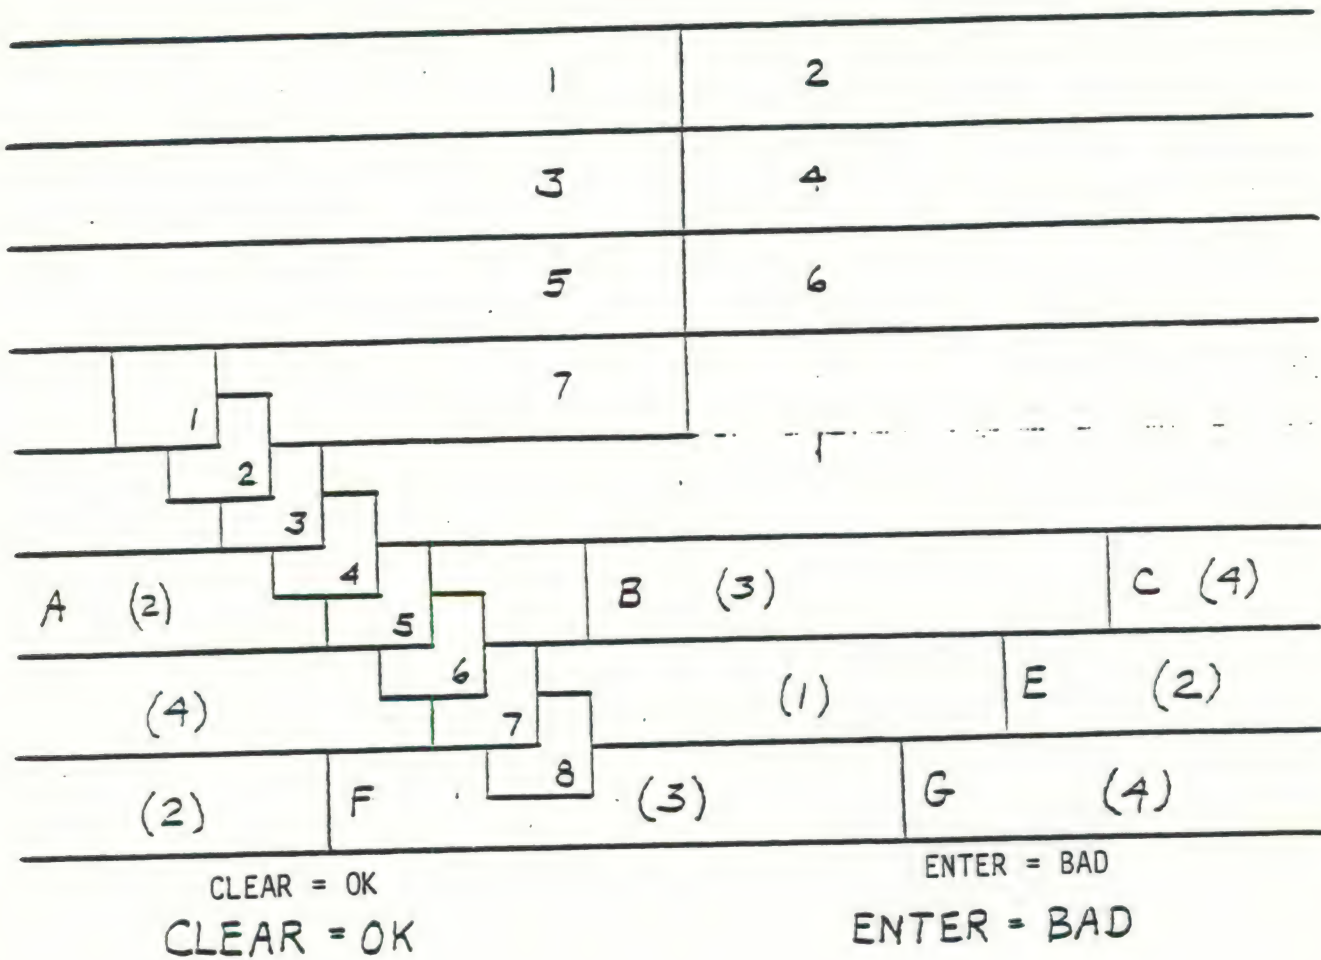 1 2
3 4
5 6
7
1
2
3
4
A (2) B (3) C (4)
5
6
(4) (1) E (2)
7
8
(2) F (3) G (4)
CLEAR = OK ENTER = BAD
CLEAR = OK ENTER = BAD